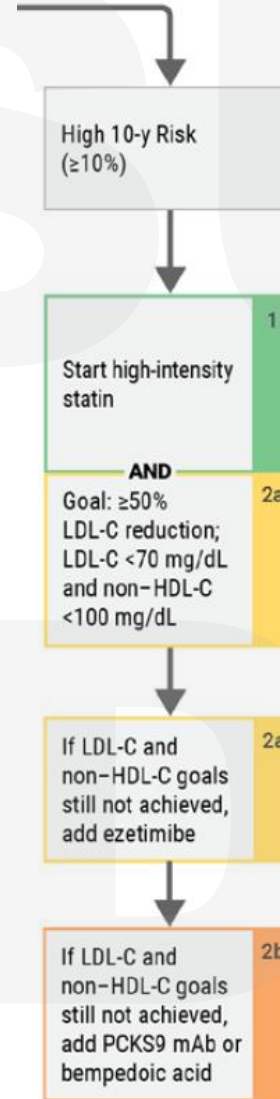 High 10-y Risk
(≥10%)
1
Start high-intensity
statin
AND
2a
Goal: ≥50%
LDL-C reduction;
LDL-C <70 mg/dL
and non–HDL-C
<100 mg/dL
2a
If LDL-C and
non–HDL-C goals
still not achieved,
add ezetimibe
2b
If LDL-C and
non–HDL-C goals
still not achieved,
add PCKS9 mAb or
bempedoic acid